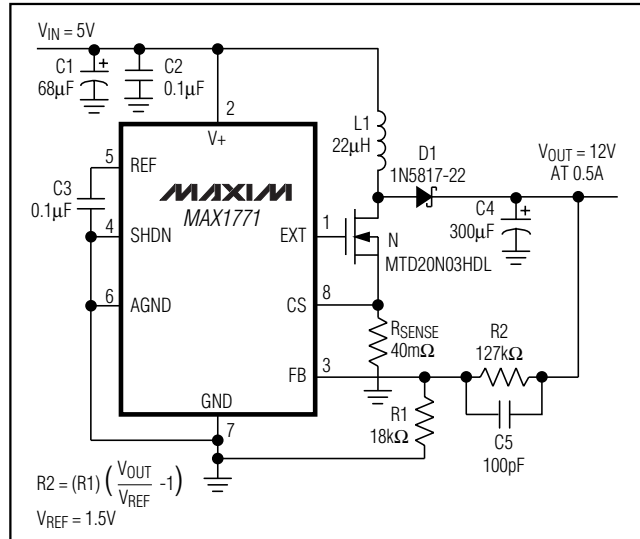 V_IN = 5V
C1
68µF
C2
0.1µF
2
V+
L1
22µH
D1
1N5817-22
V_OUT = 12V
AT 0.5A
5
REF
C3
0.1µF
MAXIM
MAX1771
4
SHDN
EXT
1
N
MTD20N03HDL
C4
300µF
6
AGND
CS
8
R_SENSE
40mΩ
R2
127kΩ
FB
3
GND
7
R1
18kΩ
C5
100pF
R2 = (R1) ( V_OUT / V_REF -1)
V_REF = 1.5V